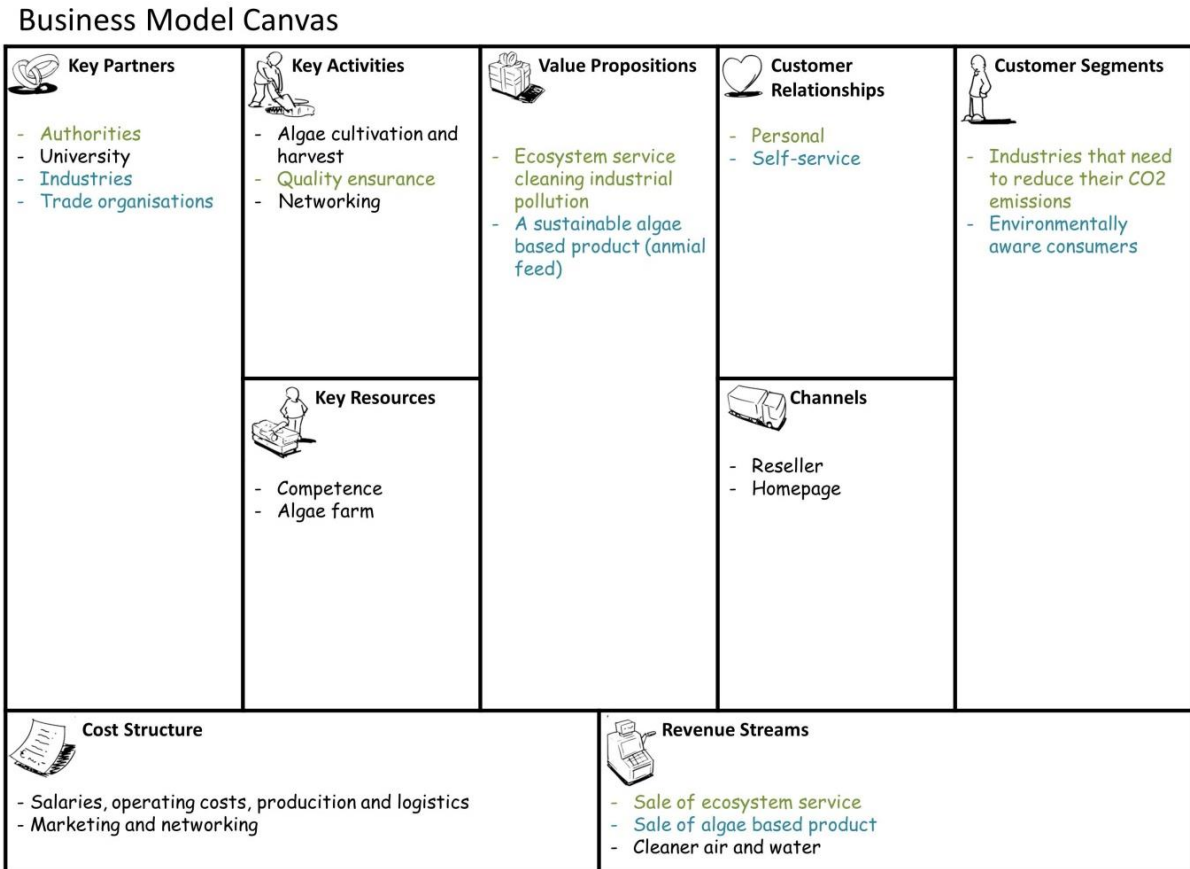 Business Model Canvas
Key Partners
- Authorities
- University
- Industries
- Trade organisations
Key Activities
- Algae cultivation and
harvest
- Quality ensurance
- Networking
Key Resources
- Competence
- Algae farm
Value Propositions
- Ecosystem service
cleaning industrial
pollution
- A sustainable algae
based product (anmial
feed)
Customer
Relationships
- Personal
- Self-service
Channels
- Reseller
- Homepage
Customer Segments
- Industries that need
to reduce their CO2
emissions
- Environmentally
aware consumers
Cost Structure
- Salaries, operating costs, producition and logistics
- Marketing and networking
Revenue Streams
- Sale of ecosystem service
- Sale of algae based product
- Cleaner air and water